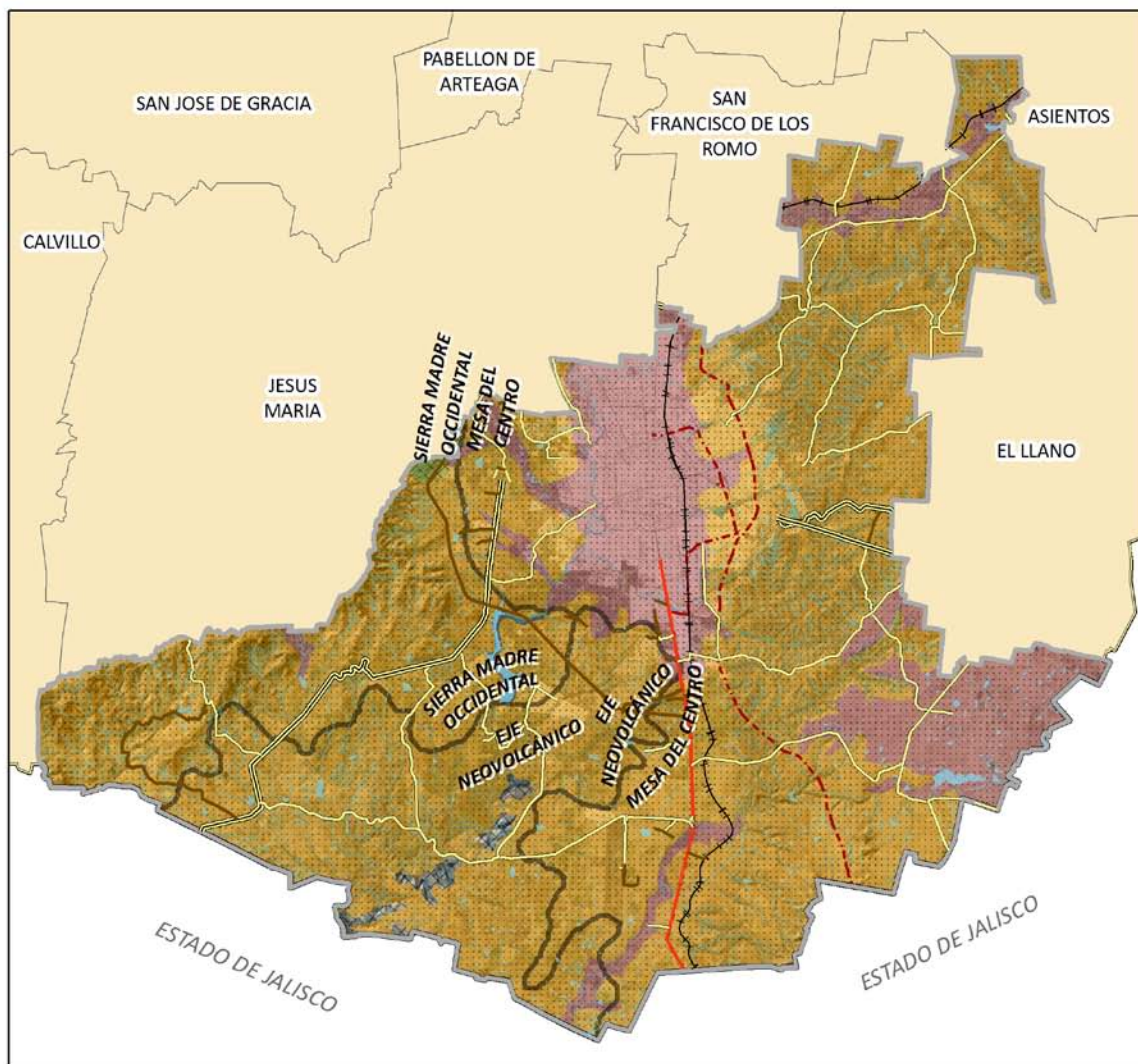 PABELLON DE
ARTEAGA
SAN JOSE DE GRACIA
SAN
FRANCISCO DE LOS
ROMO
ASIENTOS
CALVILLO
JESUS
MARIA
SIERRA MADRE
OCCIDENTAL
MESA DEL
CENTRO
EL LLANO
SIERRA MADRE
OCCIDENTAL
EJE
NEOVOLCÁNICO
EJE
NEOVOLCÁNICO
MESA DEL CENTRO
ESTADO DE JALISCO
ESTADO DE JALISCO